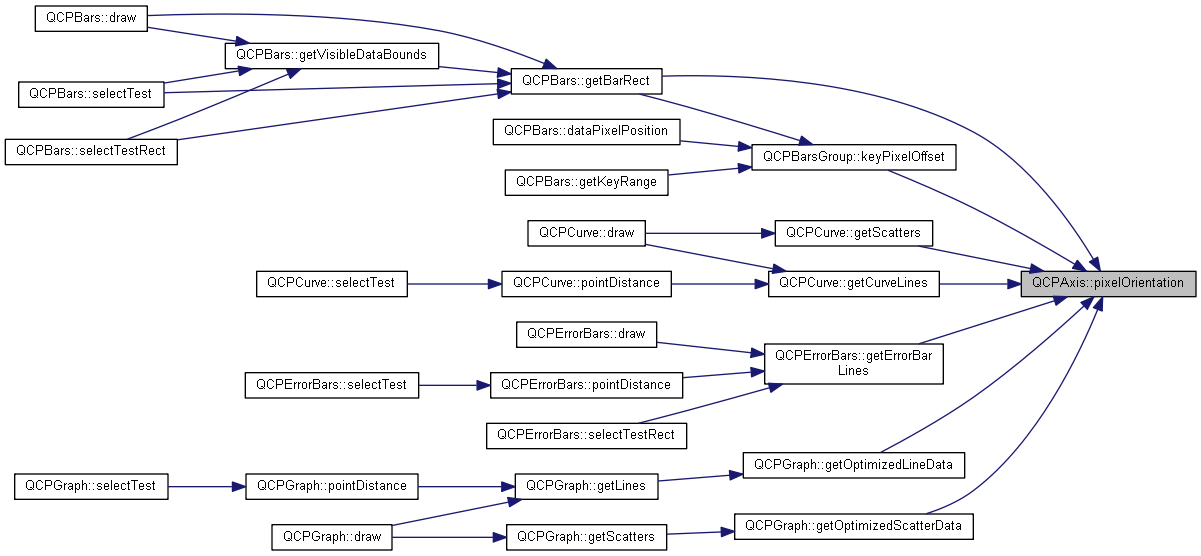 QCPBars::draw
QCPBars::getVisibleDataBounds
QCPBars::getBarRect
QCPBars::selectTest
QCPBars::dataPixelPosition
QCPBars::selectTestRect
QCPBarsGroup::keyPixelOffset
QCPBars::getKeyRange
QCPCurve::draw
QCPCurve::getScatters
QCPCurve::selectTest
QCPCurve::pointDistance
QCPCurve::getCurveLines
QCPAxis::pixelOrientation
QCPErrorBars::draw
QCPErrorBars::getErrorBar
Lines
QCPErrorBars::selectTest
QCPErrorBars::pointDistance
QCPErrorBars::selectTestRect
QCPGraph::getOptimizedLineData
QCPGraph::selectTest
QCPGraph::pointDistance
QCPGraph::getLines
QCPGraph::getOptimizedScatterData
QCPGraph::draw
QCPGraph::getScatters